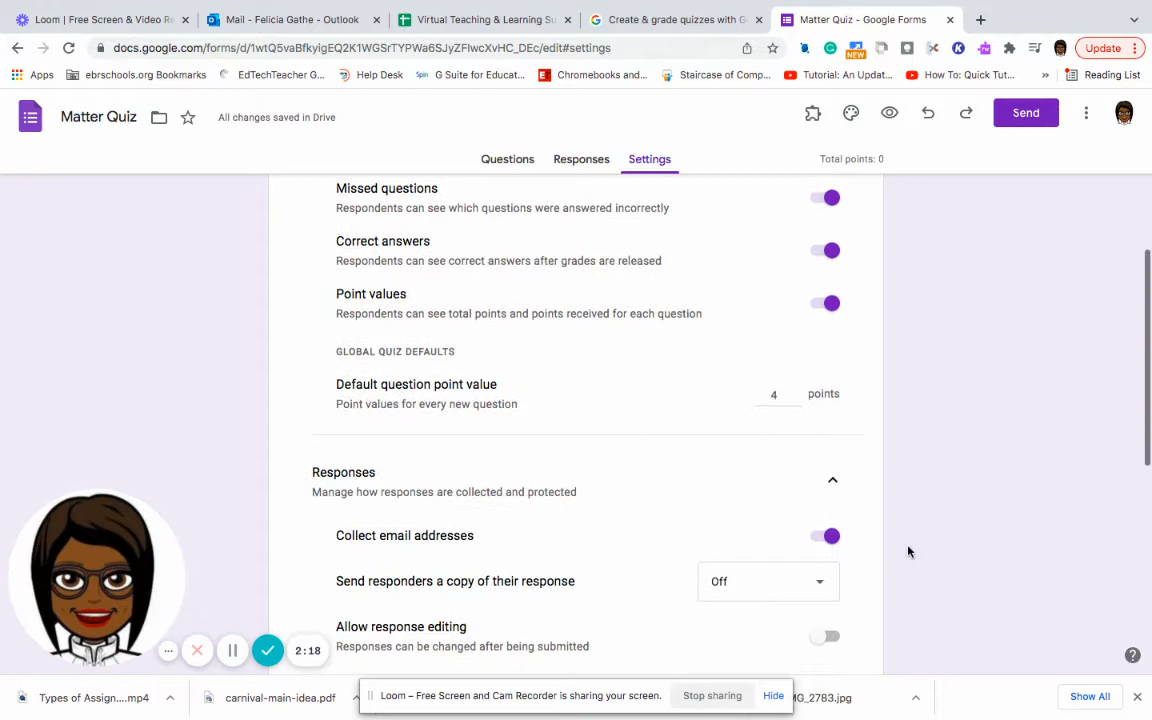 Loom | Free Screen & Video Re
Mail - Felicia Gathe - Outlook
Virtual Teaching & Learning Su
Create & grade quizzes with G
Matter Quiz - Google Forms
docs.google.com/forms/d/1wtQ5vaBfkyigEQ2K1WGSrTYPWa6SJyZFlwcXvHC_DEc/edit#settings
NEW
Update
Apps
ebrschools.org Bookmarks
EdTechTeacher G...
Help Desk
Spin
G Suite for Educat...
Chromebooks and...
Staircase of Comp...
Tutorial: An Updat...
How To: Quick Tut...
Reading List
Matter Quiz
All changes saved in Drive
Send
Questions
Responses
Settings
Total points: 0
Missed questions
Respondents can see which questions were answered incorrectly
Correct answers
Respondents can see correct answers after grades are released
Point values
Respondents can see total points and points received for each question
GLOBAL QUIZ DEFAULTS
Default question point value
4 points
Point values for every new question
Responses
Manage how responses are collected and protected
Collect email addresses
Send responders a copy of their response
Off
Allow response editing
Responses can be changed after being submitted
2:18
Types of Assign....mp4
carnival-main-idea.pdf
Loom – Free Screen and Cam Recorder is sharing your screen.
Stop sharing
Hide
MG_2783.jpg
Show All